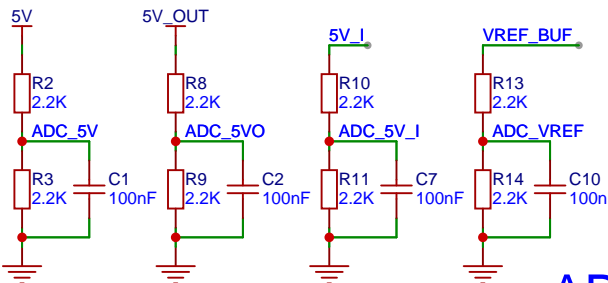 5V
5V_OUT
5V_I
VREF_BUF
R2
2.2K
R8
2.2K
R10
2.2K
R13
2.2K
ADC_5V
ADC_5VO
ADC_5V_I
ADC_VREF
R3
2.2K
C1
100nF
R9
2.2K
C2
100nF
R11
2.2K
C7
100nF
R14
2.2K
C10
100n